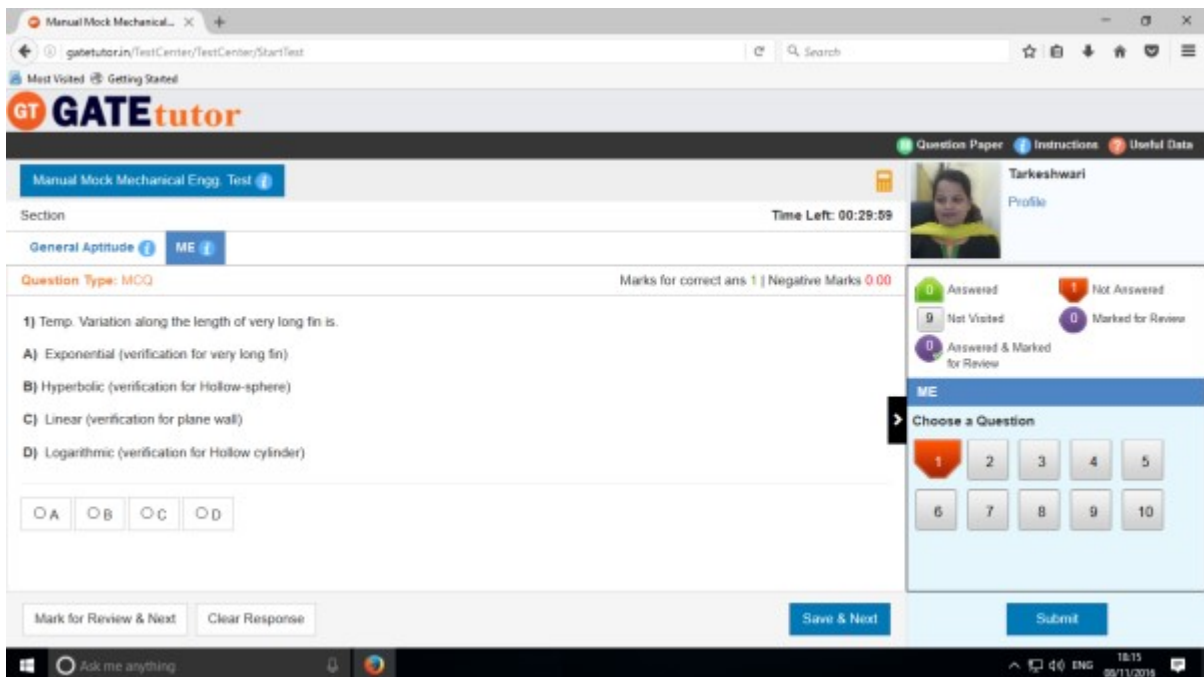 Manual Mock Mechanical...
gatetutor.in/TestCenter/TestCenter/StartTest
Search
Most Visited Getting Started
GT GATEtutor
Question Paper Instructions Useful Data
Manual Mock Mechanical Engg. Test
Tarkeshwari
Profile
Section Time Left: 00:29:59
General Aptitude ME
Question Type: MCQ Marks for correct ans 1 | Negative Marks 0.00
0 Answered 1 Not Answered
9 Not Visited 0 Marked for Review
0 Answered & Marked
for Review
1) Temp. Variation along the length of very long fin is.
A) Exponential (verification for very long fin)
B) Hyperbolic (verification for Hollow-sphere)
C) Linear (verification for plane wall)
D) Logarithmic (verification for Hollow cylinder)
A B C D
ME
Choose a Question
1 2 3 4 5
6 7 8 9 10
Mark for Review & Next Clear Response Save & Next Submit
Ask me anything ENG 18:15
08/11/2016